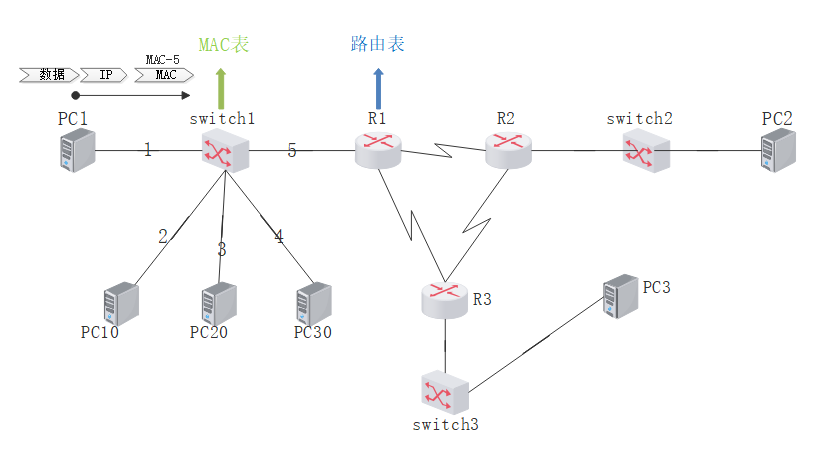 MAC表
路由表
MAC-5
数据
IP
MAC
PC1
switch1
R1
R2
switch2
PC2
1
5
2
3
4
PC10
PC20
PC30
R3
PC3
switch3